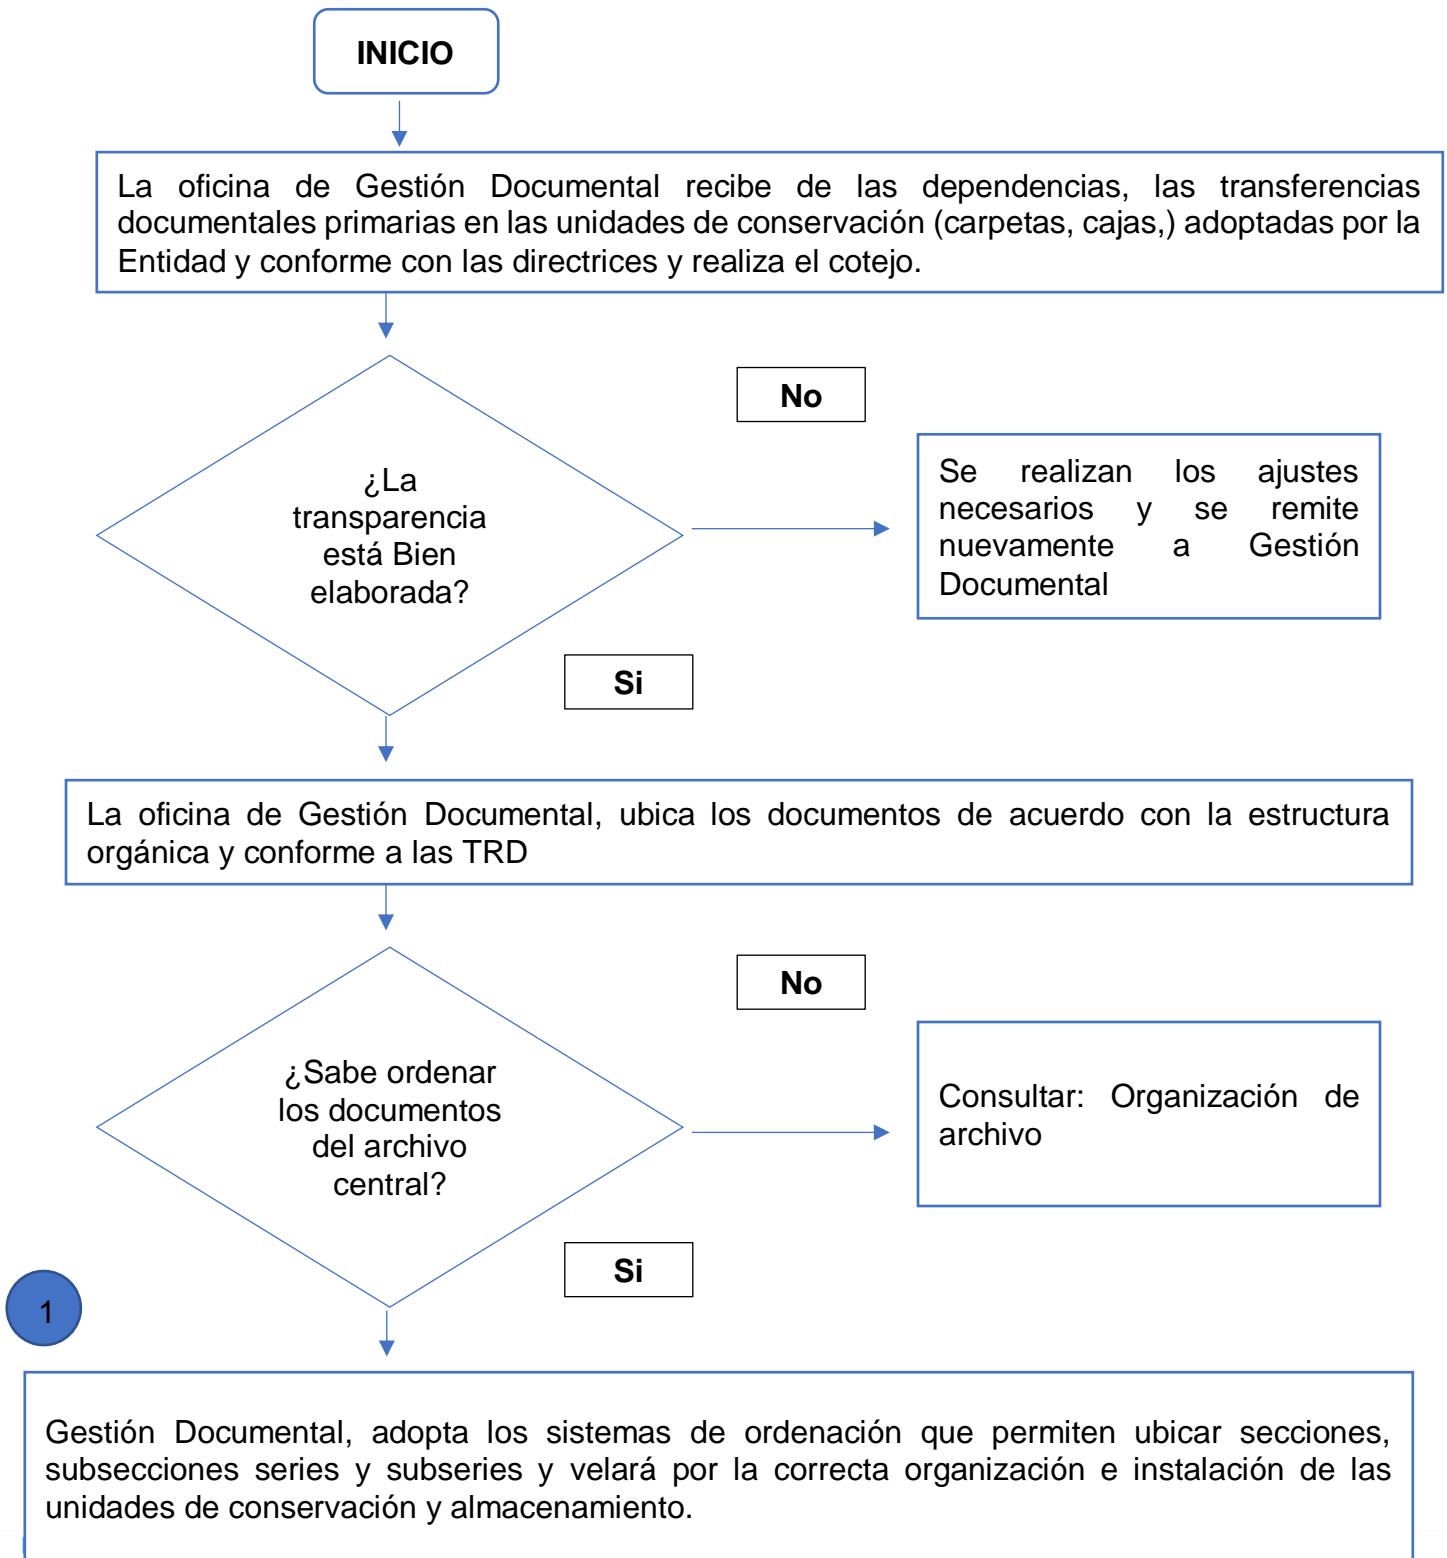 INICIO
La oficina de Gestión Documental recibe de las dependencias, las transferencias
documentales primarias en las unidades de conservación (carpetas, cajas,) adoptadas por la
Entidad y conforme con las directrices y realiza el cotejo.
No
¿La
transparencia
está Bien
elaborada?
Se realizan los ajustes
necesarios y se remite
nuevamente a Gestión
Documental
Si
La oficina de Gestión Documental, ubica los documentos de acuerdo con la estructura
orgánica y conforme a las TRD
No
¿Sabe ordenar
los documentos
del archivo
central?
Consultar: Organización de
archivo
Si
1
Gestión Documental, adopta los sistemas de ordenación que permiten ubicar secciones,
subsecciones series y subseries y velará por la correcta organización e instalación de las
unidades de conservación y almacenamiento.